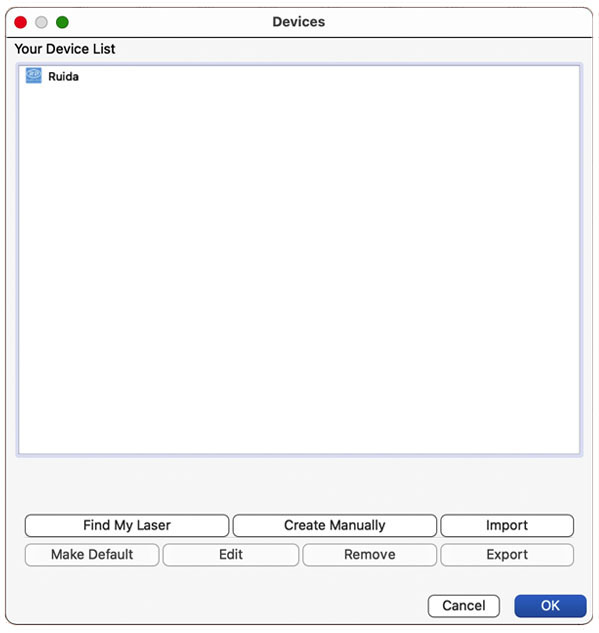 Devices
Your Device List
Ruida
Find My Laser
Create Manually
Import
Make Default
Edit
Remove
Export
Cancel
OK